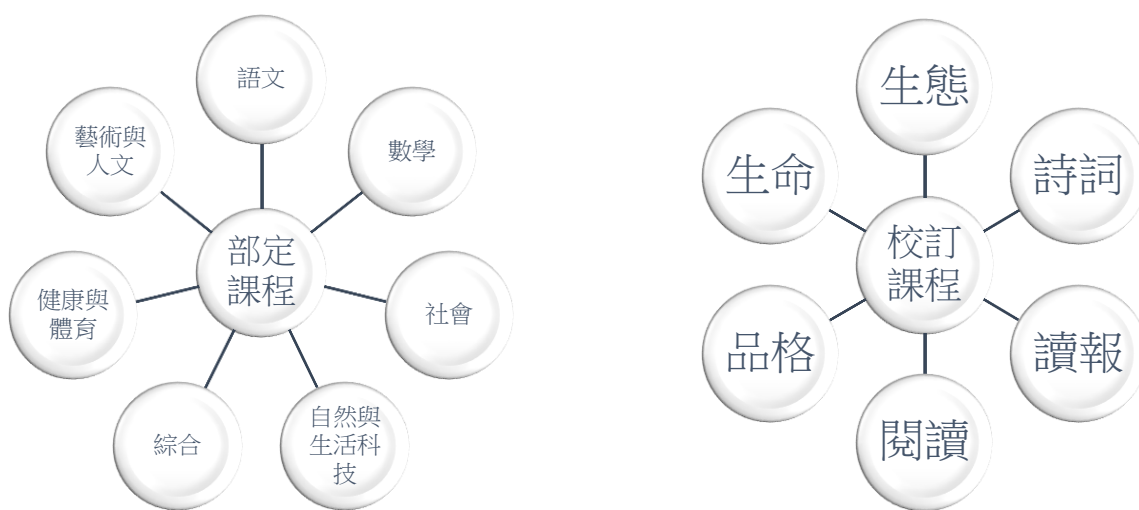 語文
數學
社會
自然與
生活科
技
綜合
健康與
體育
藝術與
人文
部定
課程
生態
詩詞
讀報
閱讀
品格
生命
校訂
課程